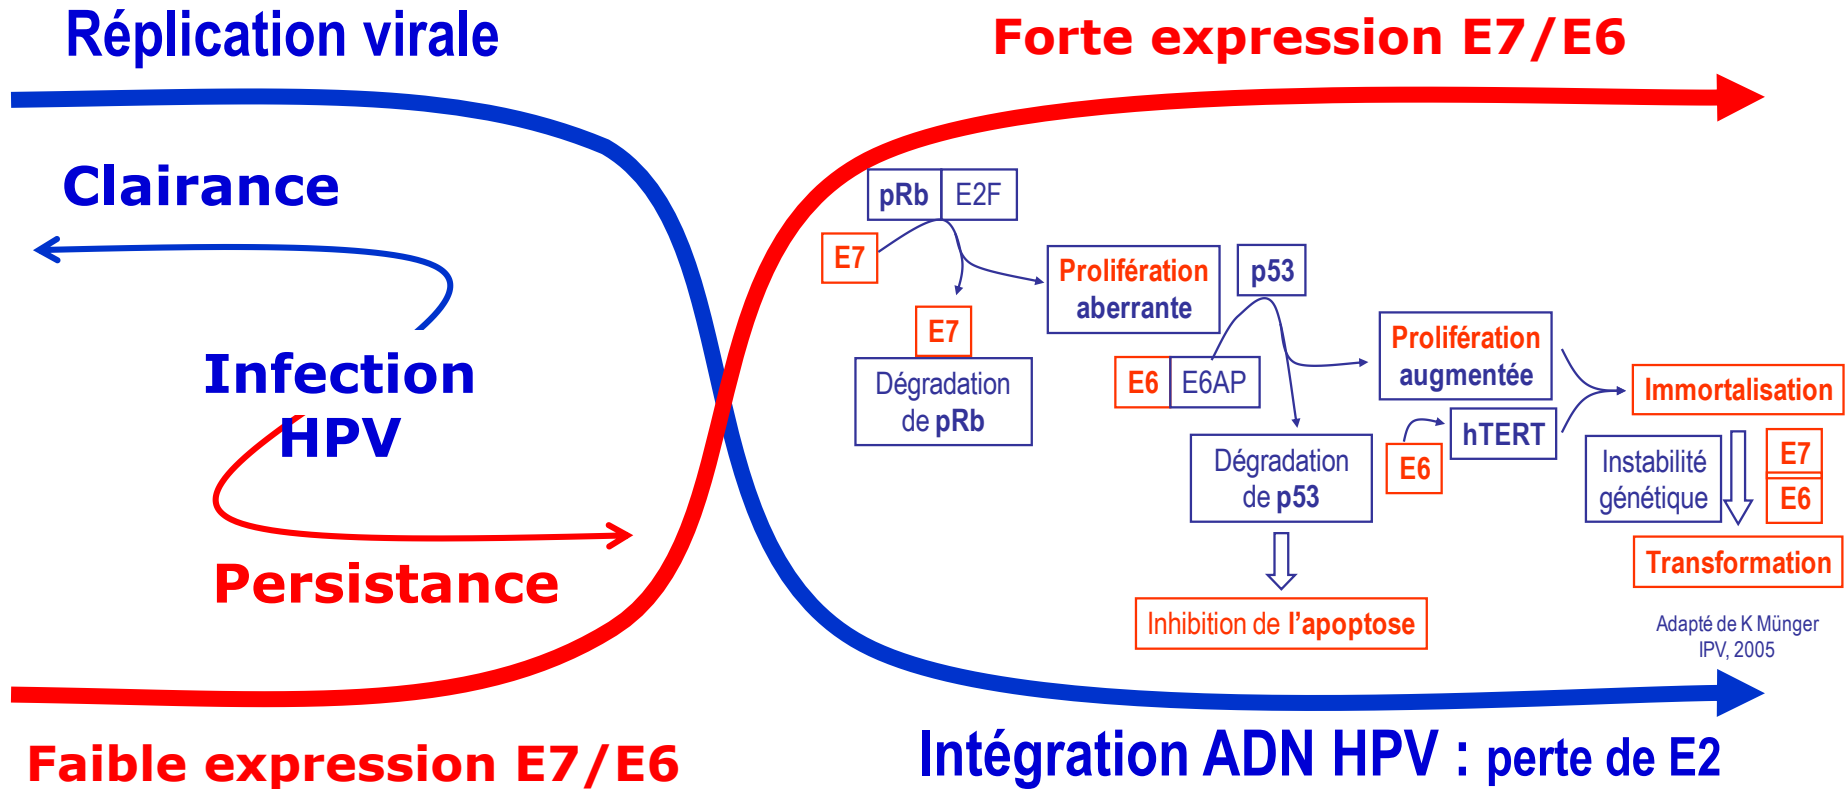 Réplication virale
Forte expression E7/E6
Clairance
Infection
HPV
Persistance
Faible expression E7/E6
pRb
E2F
E7
E7
Dégradation
de pRb
Prolifération
aberrante
p53
E6
E6AP
Dégradation
de p53
Inhibition de l'apoptose
Prolifération
augmentée
E6
hTERT
Immortalisation
Instabilité
génétique
E7
E6
Transformation
Adapté de K Münger
IPV, 2005
Intégration ADN HPV : perte de E2